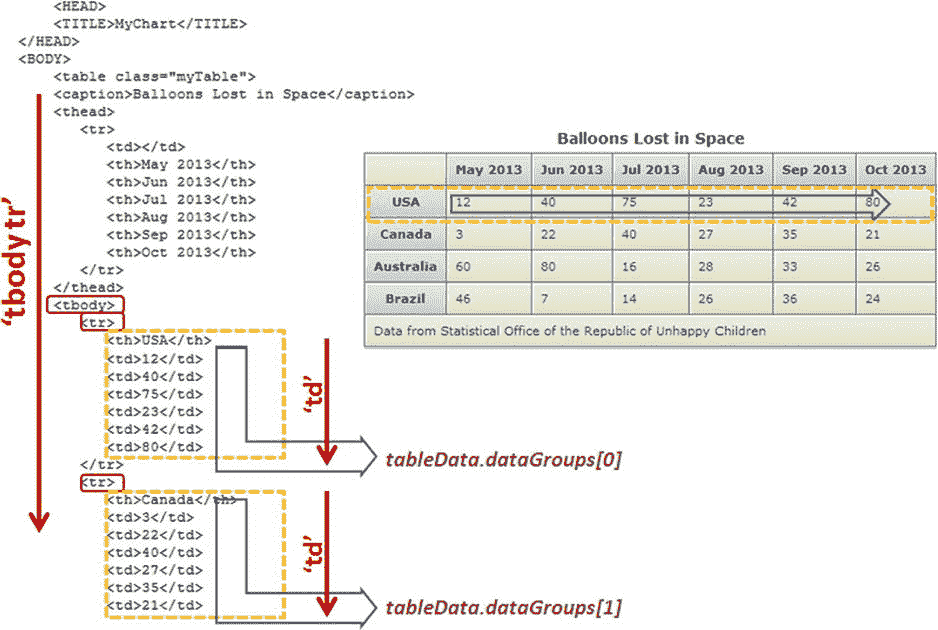 <HEAD>
<TITLE>MyChart</TITLE>
</HEAD>
<BODY>
<table class="myTable">
<caption>Balloons Lost in Space</caption>
<thead>
<tr>
<td></td>
<th>May 2013</th>
<th>Jun 2013</th>
<th>Jul 2013</th>
<th>Aug 2013</th>
<th>Sep 2013</th>
<th>Oct 2013</th>
</tr>
</thead>
<tbody>
<tr>
<th>USA</th>
<td>12</td>
<td>40</td>
<td>75</td>
<td>23</td>
<td>42</td>
<td>80</td>
</tr>
<tr>
<th>Canada</th>
<td>3</td>
<td>22</td>
<td>40</td>
<td>27</td>
<td>35</td>
<td>21</td>
'tbody tr'
'td'
'td'
tableData.dataGroups[0]
tableData.dataGroups[1]
Balloons Lost in Space
May 2013 Jun 2013 Jul 2013 Aug 2013 Sep 2013 Oct 2013
USA 12 40 75 23 42 80
Canada 3 22 40 27 35 21
Australia 60 80 16 28 33 26
Brazil 46 7 14 26 36 24
Data from Statistical Office of the Republic of Unhappy Children